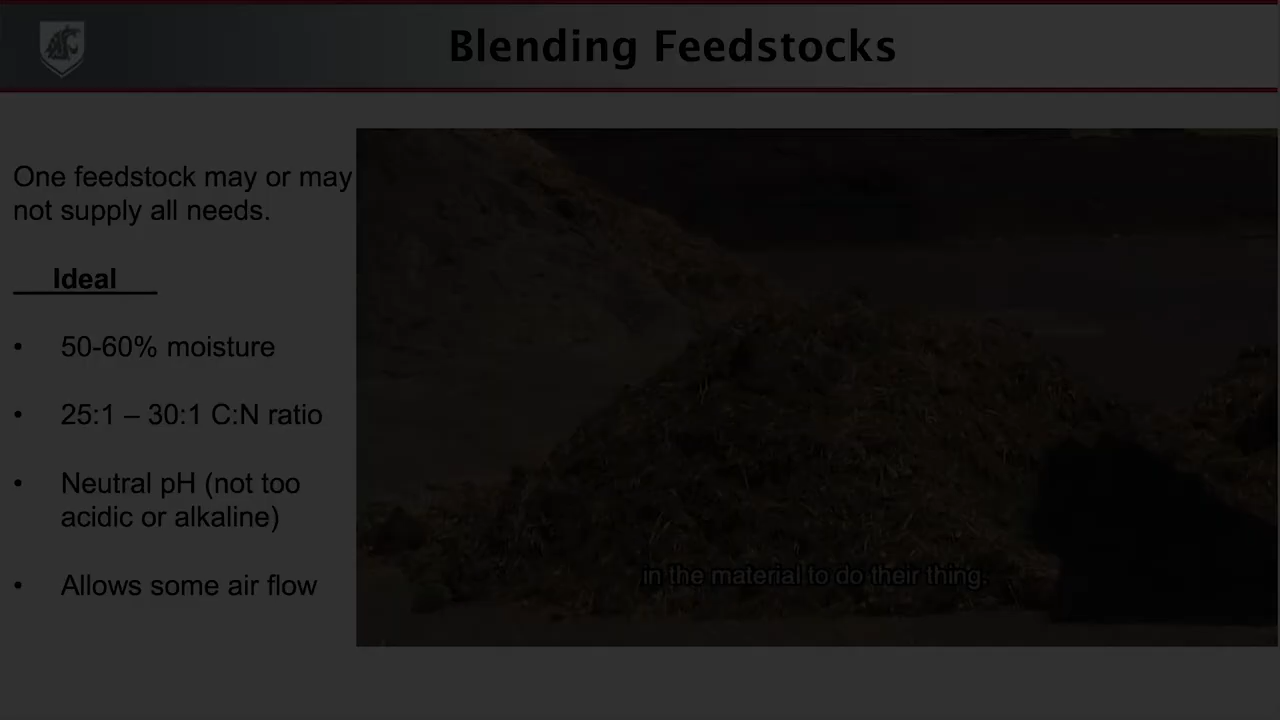 Blending Feedstocks
One feedstock may or may
not supply all needs.
Ideal
• 50-60% moisture
• 25:1 – 30:1 C:N ratio
• Neutral pH (not too
acidic or alkaline)
• Allows some air flow
in the material to do their thing.